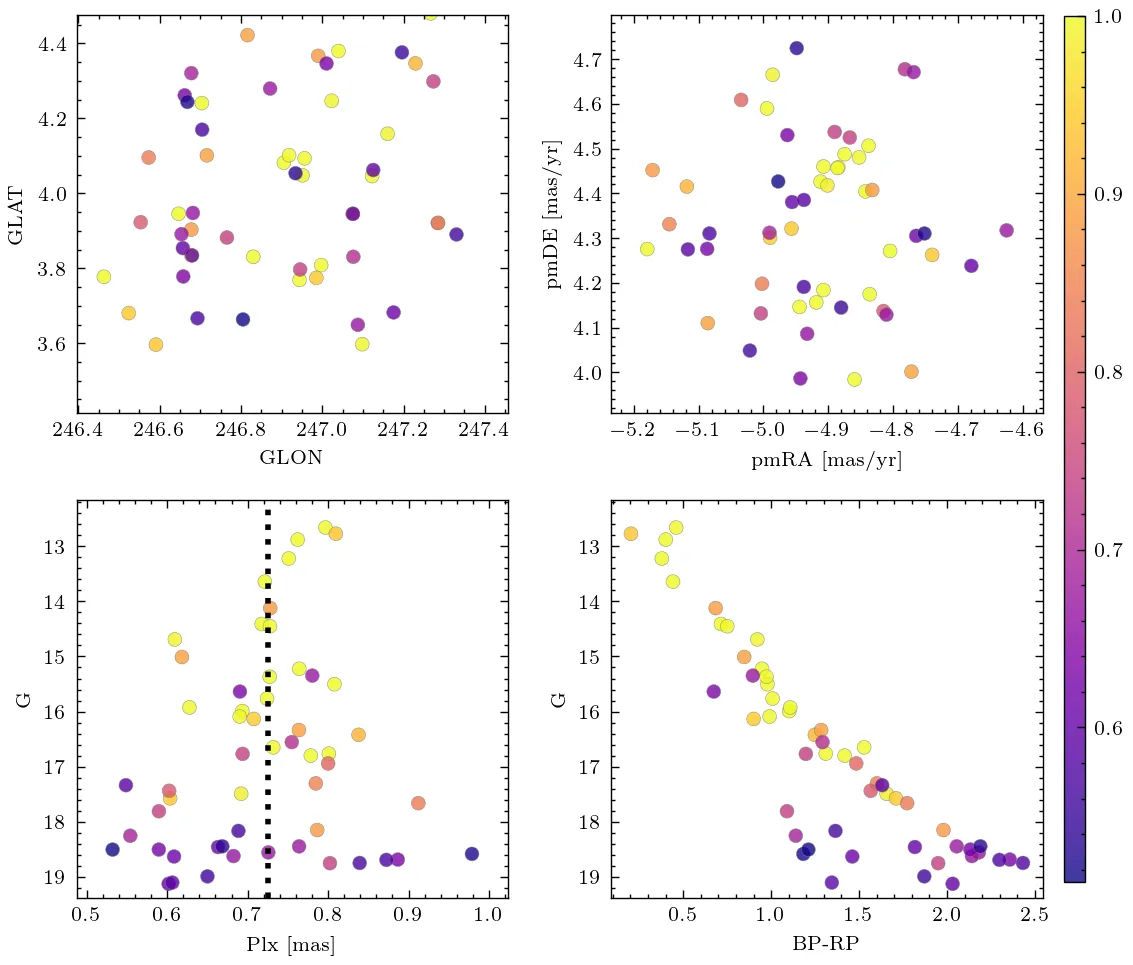 4.4
4.2
4.0
3.8
3.6
GLAT
246.4 246.6 246.8 247.0 247.2 247.4
GLON
4.7
4.6
4.5
4.4
4.3
4.2
4.1
4.0
pmDE [mas/yr]
−5.2 −5.1 −5.0 −4.9 −4.8 −4.7 −4.6
pmRA [mas/yr]
1.0
0.9
0.8
0.7
0.6
13
14
15
16
17
18
19
G
0.5 0.6 0.7 0.8 0.9 1.0
Plx [mas]
13
14
15
16
17
18
19
G
0.5 1.0 1.5 2.0 2.5
BP-RP